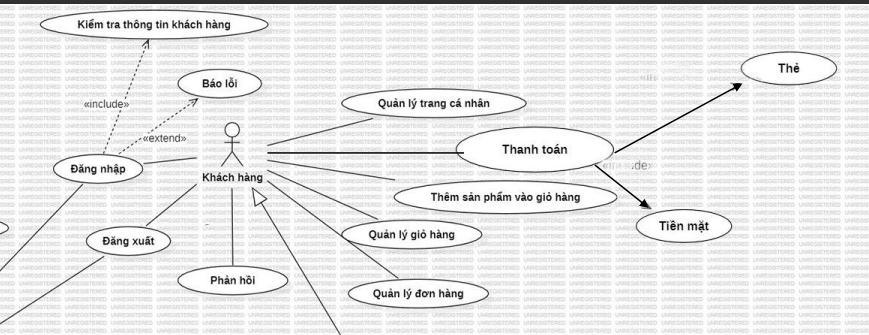 Kiểm tra thông tin khách hàng
Báo lỗi
Thẻ
«include»
Quản lý trang cá nhân
«extend»
Thanh toán
Đăng nhập
Khách hàng
Thêm sản phẩm vào giỏ hàng
Tiền mặt
Đăng xuất
Quản lý giỏ hàng
Phản hồi
Quản lý đơn hàng